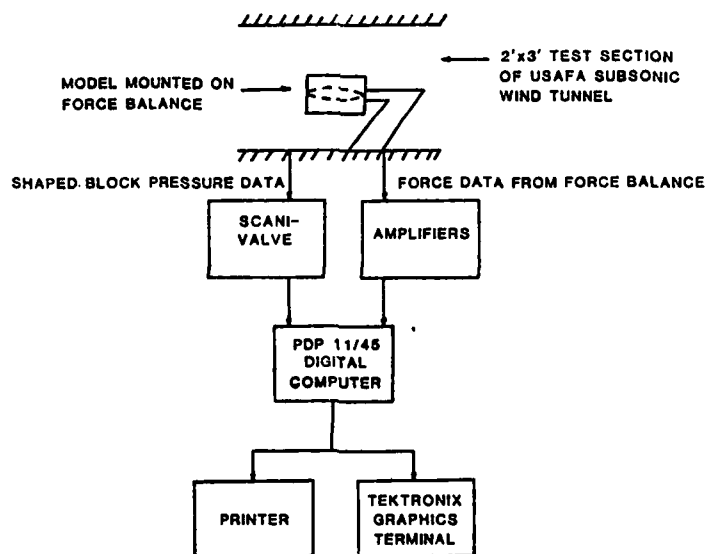 2'x3' TEST SECTION
OF USAFA SUBSONIC
WIND TUNNEL
MODEL MOUNTED ON
FORCE BALANCE
SHAPED. BLOCK PRESSURE DATA
FORCE DATA FROM FORCE BALANCE
SCANI-
VALVE
AMPLIFIERS
PDP 11/45
DIGITAL
COMPUTER
PRINTER
TEKTRONIX
GRAPHICS
TERMINAL